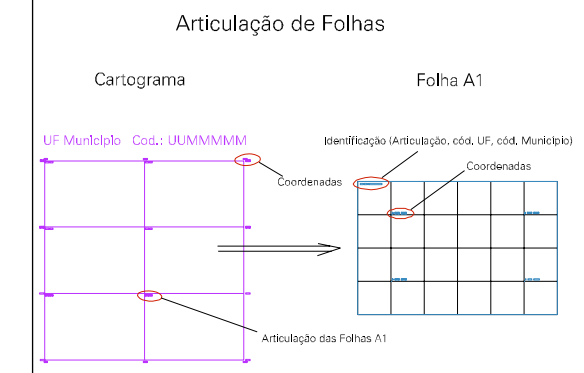 Articulação de Folhas
Cartograma
Folha A1
UF Município Cod.: UUMMMMM
Identificação (Articulação, cód. UF, cód. Município)
Coordenadas
Coordenadas
Articulação das Folhas A1